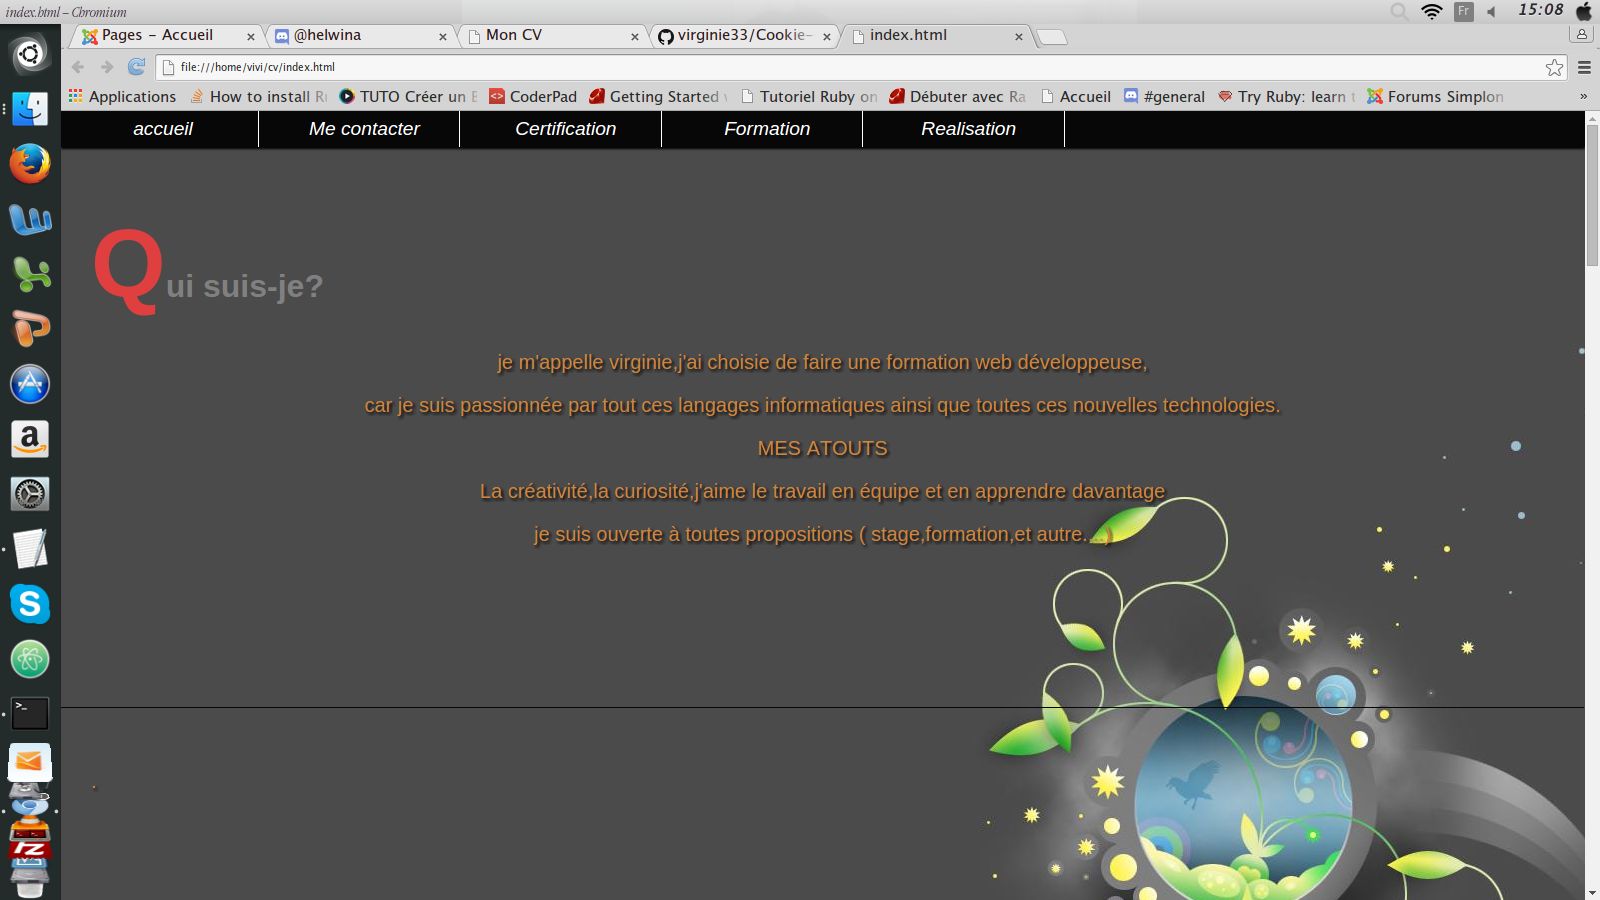 index.html – Chromium
Fr
15:08
Pages – Accueil
@helwina
Mon CV
virginie33/Cookie-
index.html
file:///home/vivi/cv/index.html
Applications
How to install Ru
TUTO Créer un B
CoderPad
Getting Started
Tutoriel Ruby on
Débuter avec Ra
Accueil
#general
Try Ruby: learn t
Forums Simplon
»
accueil
Me contacter
Certification
Formation
Realisation
Qui suis-je?
je m'appelle virginie,j'ai choisie de faire une formation web développeuse,
car je suis passionnée par tout ces langages informatiques ainsi que toutes ces nouvelles technologies.
MES ATOUTS
La créativité,la curiosité,j'aime le travail en équipe et en apprendre davantage
je suis ouverte à toutes propositions ( stage,formation,et autre....)